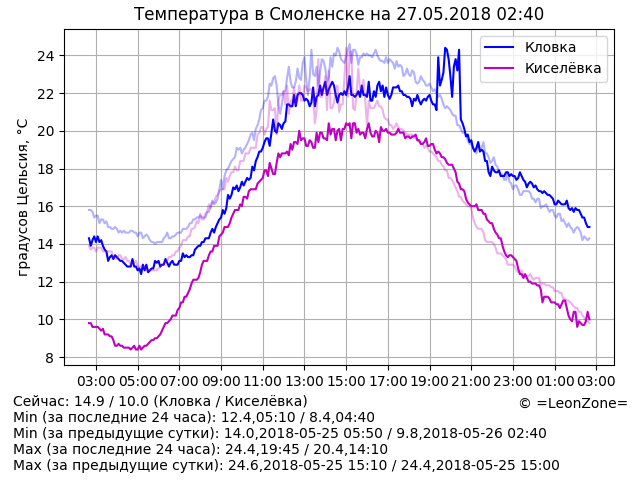 Температура в Смоленске на 27.05.2018 02:40
градусов Цельсия, °C
24
22
20
18
16
14
12
10
8
Кловка
Киселёвка
03:00 05:00 07:00 09:00 11:00 13:00 15:00 17:00 19:00 21:00 23:00 01:00 03:00
Сейчас: 14.9 / 10.0 (Кловка / Киселёвка)
© =LeonZone=
Min (за последние 24 часа): 12.4,05:10 / 8.4,04:40
Min (за предыдущие сутки): 14.0,2018-05-25 05:50 / 9.8,2018-05-26 02:40
Max (за последние 24 часа): 24.4,19:45 / 20.4,14:10
Max (за предыдущие сутки): 24.6,2018-05-25 15:10 / 24.4,2018-05-25 15:00